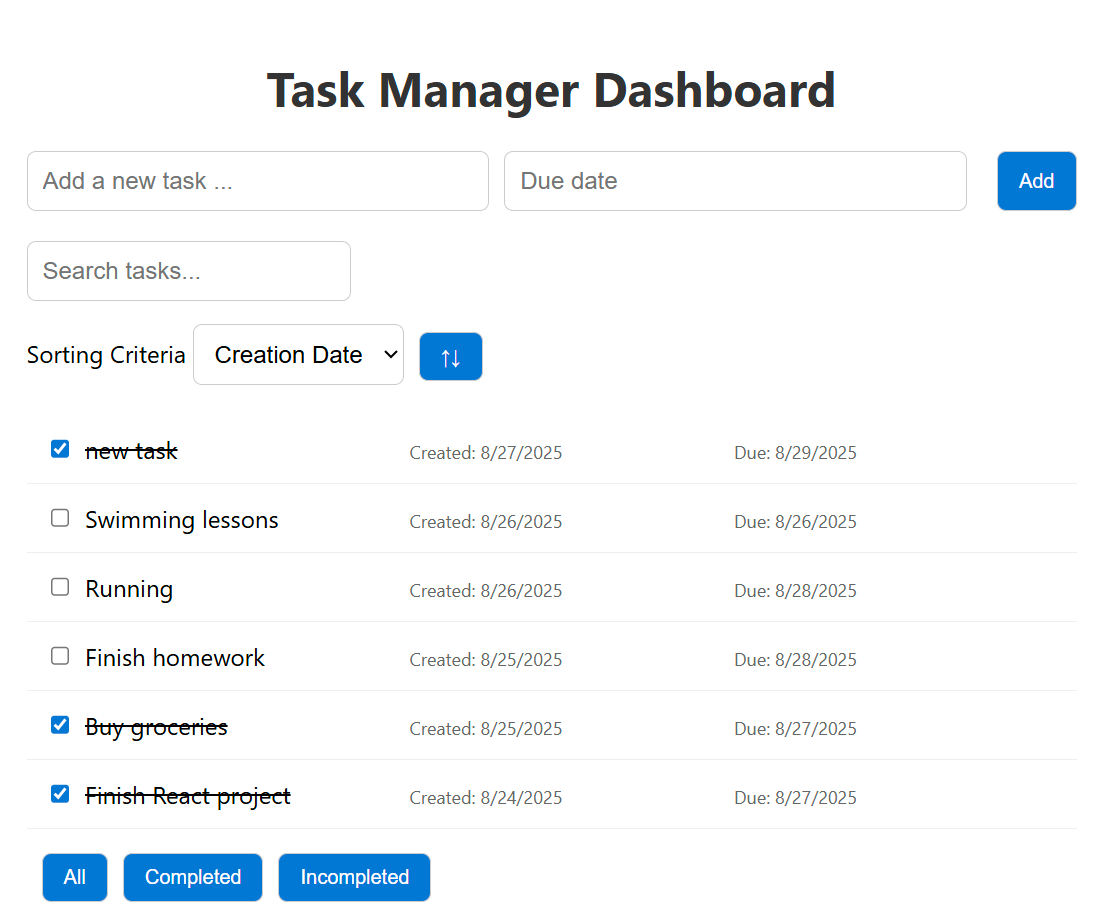 Task Manager Dashboard
Add a new task ... Due date Add
Search tasks...
Sorting Criteria Creation Date ↑↓
new task Created: 8/27/2025 Due: 8/29/2025
Swimming lessons Created: 8/26/2025 Due: 8/26/2025
Running Created: 8/26/2025 Due: 8/28/2025
Finish homework Created: 8/25/2025 Due: 8/28/2025
Buy groceries Created: 8/25/2025 Due: 8/27/2025
Finish React project Created: 8/24/2025 Due: 8/27/2025
All Completed Incompleted